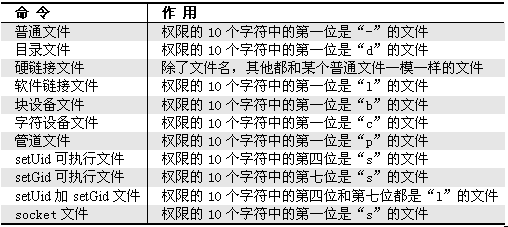 命 令 作 用
普通文件 权限的 10 个字符中的第一位是“-”的文件
目录文件 权限的 10 个字符中的第一位是“d”的文件
硬链接文件 除了文件名，其他都和某个普通文件一模一样的文件
软件链接文件 权限的 10 个字符中的第一位是“l”的文件
块设备文件 权限的 10 个字符中的第一位是“b”的文件
字符设备文件 权限的 10 个字符中的第一位是“c”的文件
管道文件 权限的 10 个字符中的第一位是“p”的文件
setUid 可执行文件 权限的 10 个字符中的第四位是“s”的文件
setGid 可执行文件 权限的 10 个字符中的第七位是“s”的文件
setUid 加 setGid 文件 权限的 10 个字符中的第四位和第七位都是“l”的文件
socket 文件 权限的 10 个字符中的第一位是“s”的文件